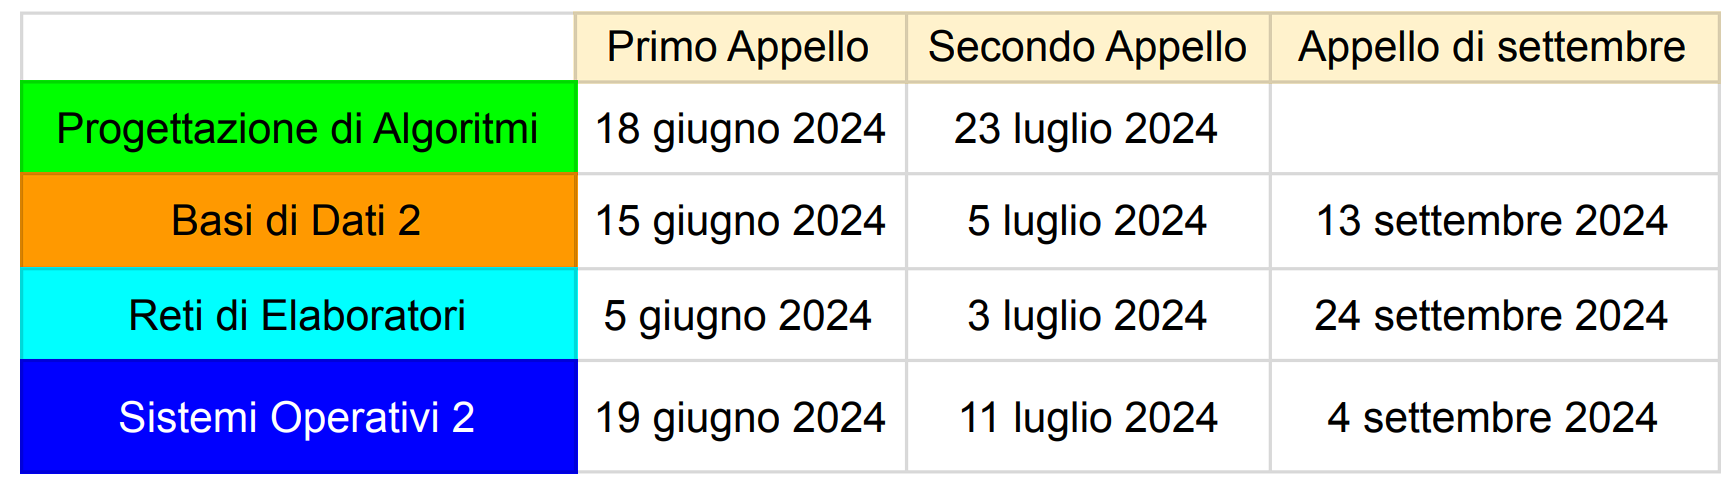 Primo Appello Secondo Appello Appello di settembre
Progettazione di Algoritmi 18 giugno 2024 23 luglio 2024
Basi di Dati 2 15 giugno 2024 5 luglio 2024 13 settembre 2024
Reti di Elaboratori 5 giugno 2024 3 luglio 2024 24 settembre 2024
Sistemi Operativi 2 19 giugno 2024 11 luglio 2024 4 settembre 2024